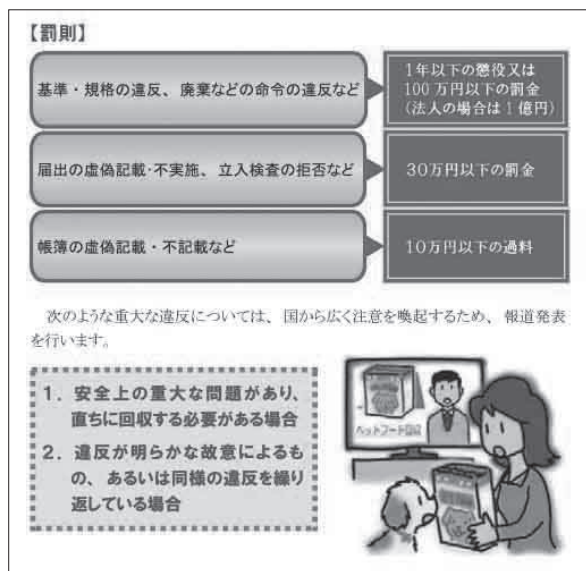 【罰則】
基準・規格の違反、廃棄などの命令の違反など
1年以下の懲役又は
100万円以下の罰金
（法人の場合は1億円）
届出の虚偽記載・不実施、立入検査の拒否など
30万円以下の罰金
帳簿の虚偽記載・不記載など
10万円以下の過料
次のような重大な違反については、国から広く注意を喚起するため、報道発表
を行います。
1．安全上の重大な問題があり、
直ちに回収する必要がある場合
2．違反が明らかな故意によるも
の、あるいは同様の違反を繰り
返している場合
ペットフード回収